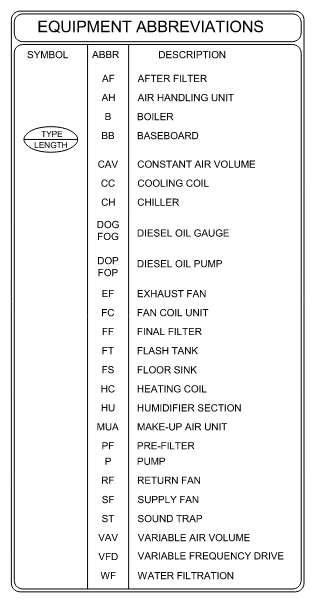 EQUIPMENT ABBREVIATIONS
SYMBOL ABBR DESCRIPTION
AF AFTER FILTER
AH AIR HANDLING UNIT
B BOILER
TYPE BB BASEBOARD
LENGTH
CAV CONSTANT AIR VOLUME
CC COOLING COIL
CH CHILLER
DOG
FOG DIESEL OIL GAUGE
DOP
FOP DIESEL OIL PUMP
EF EXHAUST FAN
FC FAN COIL UNIT
FF FINAL FILTER
FT FLASH TANK
FS FLOOR SINK
HC HEATING COIL
HU HUMIDIFIER SECTION
MUA MAKE-UP AIR UNIT
PF PRE-FILTER
P PUMP
RF RETURN FAN
SF SUPPLY FAN
ST SOUND TRAP
VAV VARIABLE AIR VOLUME
VFD VARIABLE FREQUENCY DRIVE
WF WATER FILTRATION